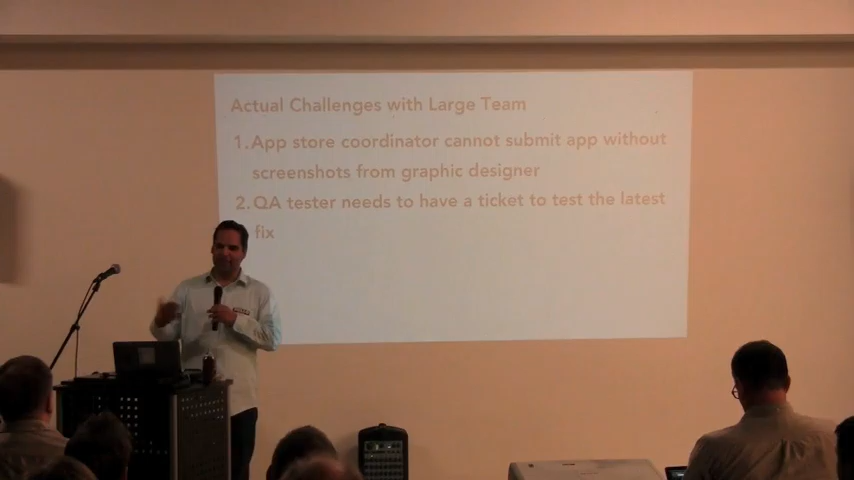 Actual Challenges with Large Team
1. App store coordinator cannot submit app without
screenshots from graphic designer
2. QA tester needs to have a ticket to test the latest
fix